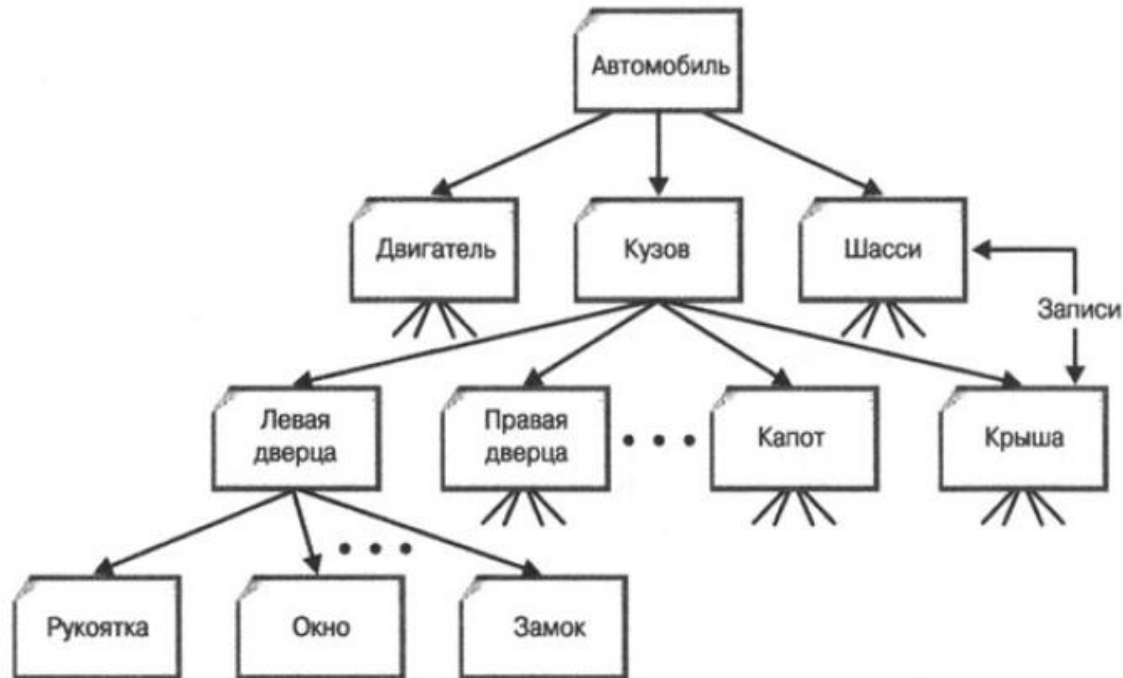 Автомобиль
Двигатель
Кузов
Шасси
Записи
Левая
дверца
Правая
дверца
Капот
Крыша
Рукоятка
Окно
Замок